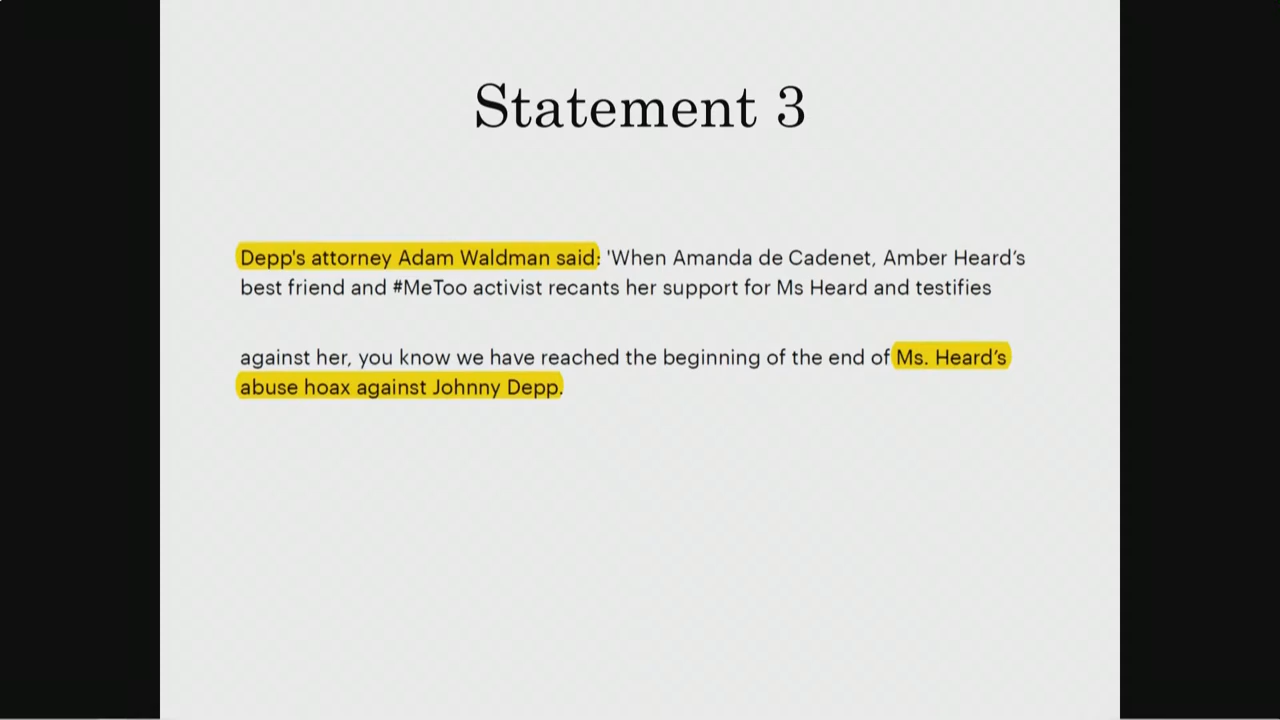 Statement 3
Depp's attorney Adam Waldman said: 'When Amanda de Cadenet, Amber Heard’s
best friend and #MeToo activist recants her support for Ms Heard and testifies
against her, you know we have reached the beginning of the end of Ms. Heard’s
abuse hoax against Johnny Depp.